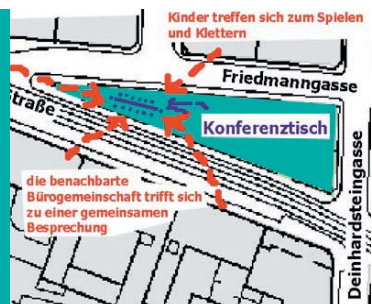 Kinder treffen sich zum Spielen
und Klettern
Friedmanngasse
straße
Konferenztisch
die benachbarte
Bürogemeinschaft trifft sich
zu einer gemeinsamen
Besprechung
Deinhardsteingasse